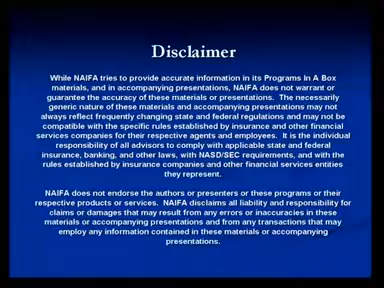 Disclaimer
While NAIFA tries to provide accurate information in its Programs In A Box
materials, and in accompanying presentations, NAIFA does not warrant or
guarantee the accuracy of these materials or presentations.  The necessarily
generic nature of these materials and accompanying presentations may not
always reflect frequently changing state and federal regulations and may not be
compatible with the specific rules established by insurance and other financial
services companies for their respective agents and employees.  It is the individual
responsibility of all advisors to comply with applicable state and federal
insurance, banking, and other laws, with NASD/SEC requirements, and with the
rules established by insurance companies and other financial services entities
they represent.
NAIFA does not endorse the authors or presenters or these programs or their
respective products or services.  NAIFA disclaims all liability and responsibility for
claims or damages that may result from any errors or inaccuracies in these
materials or accompanying presentations and from any transactions that may
employ any information contained in these materials or accompanying
presentations.